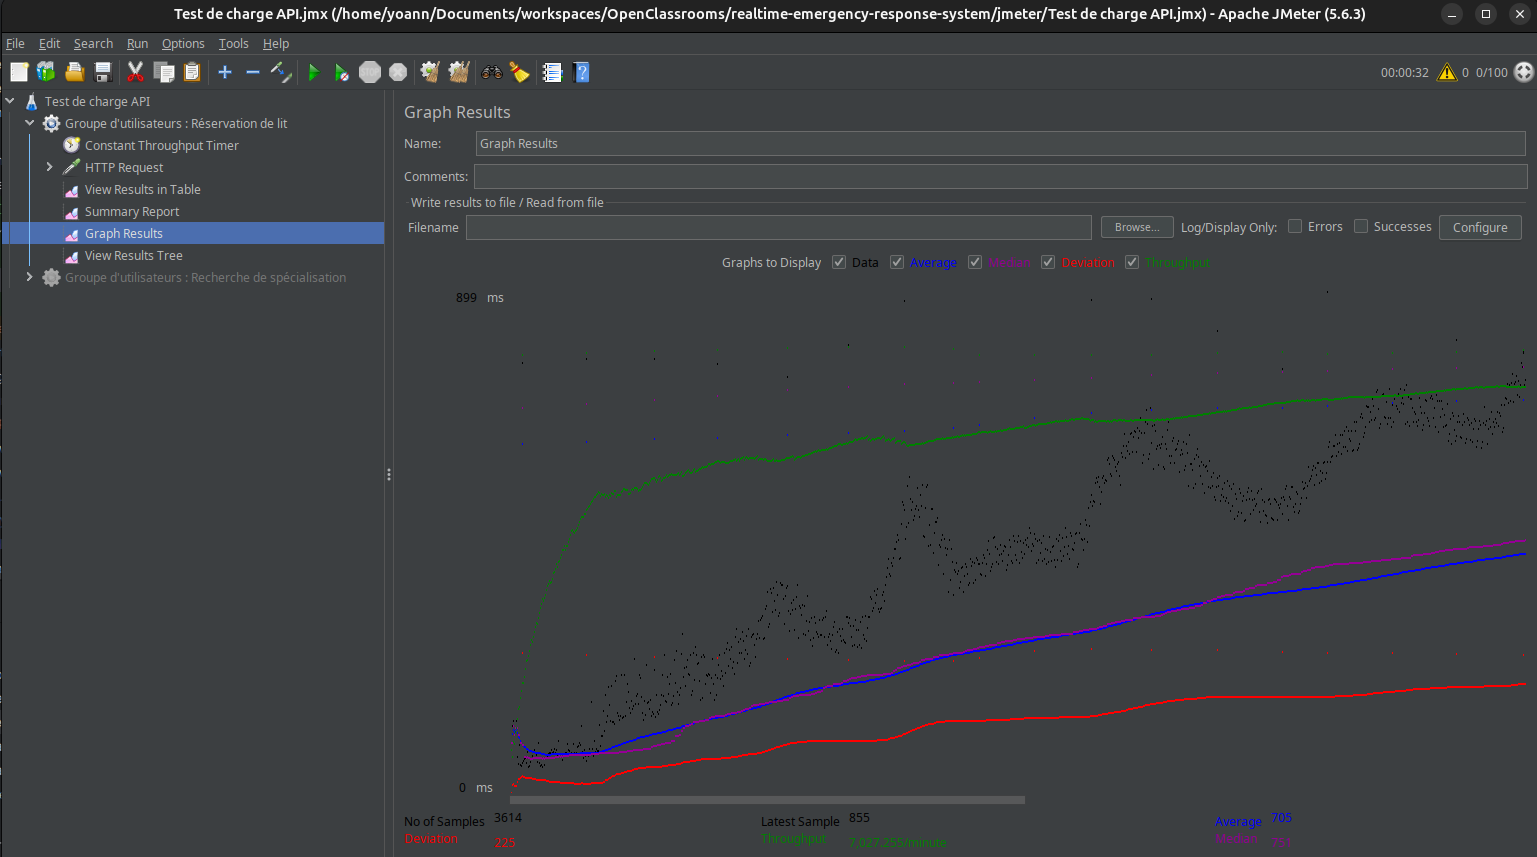 Test de charge API.jmx (/home/yoann/Documents/workspaces/OpenClassrooms/realtime-emergency-response-system/jmeter/Test de charge API.jmx) - Apache JMeter (5.6.3)
File Edit Search Run Options Tools Help
STOP 00:00:32 0 0/100
Test de charge API
Groupe d'utilisateurs : Réservation de lit
Constant Throughput Timer
HTTP Request
View Results in Table
Summary Report
Graph Results
View Results Tree
Groupe d'utilisateurs : Recherche de spécialisation
Graph Results
Name: Graph Results
Comments:
Write results to file / Read from file
Filename Browse... Log/Display Only: Errors Successes Configure
Graphs to Display Data Average Median Deviation Throughput
899 ms
0 ms
No of Samples 3614 Latest Sample 855 Average 705
Deviation 225 Throughput 7,027.255/minute Median